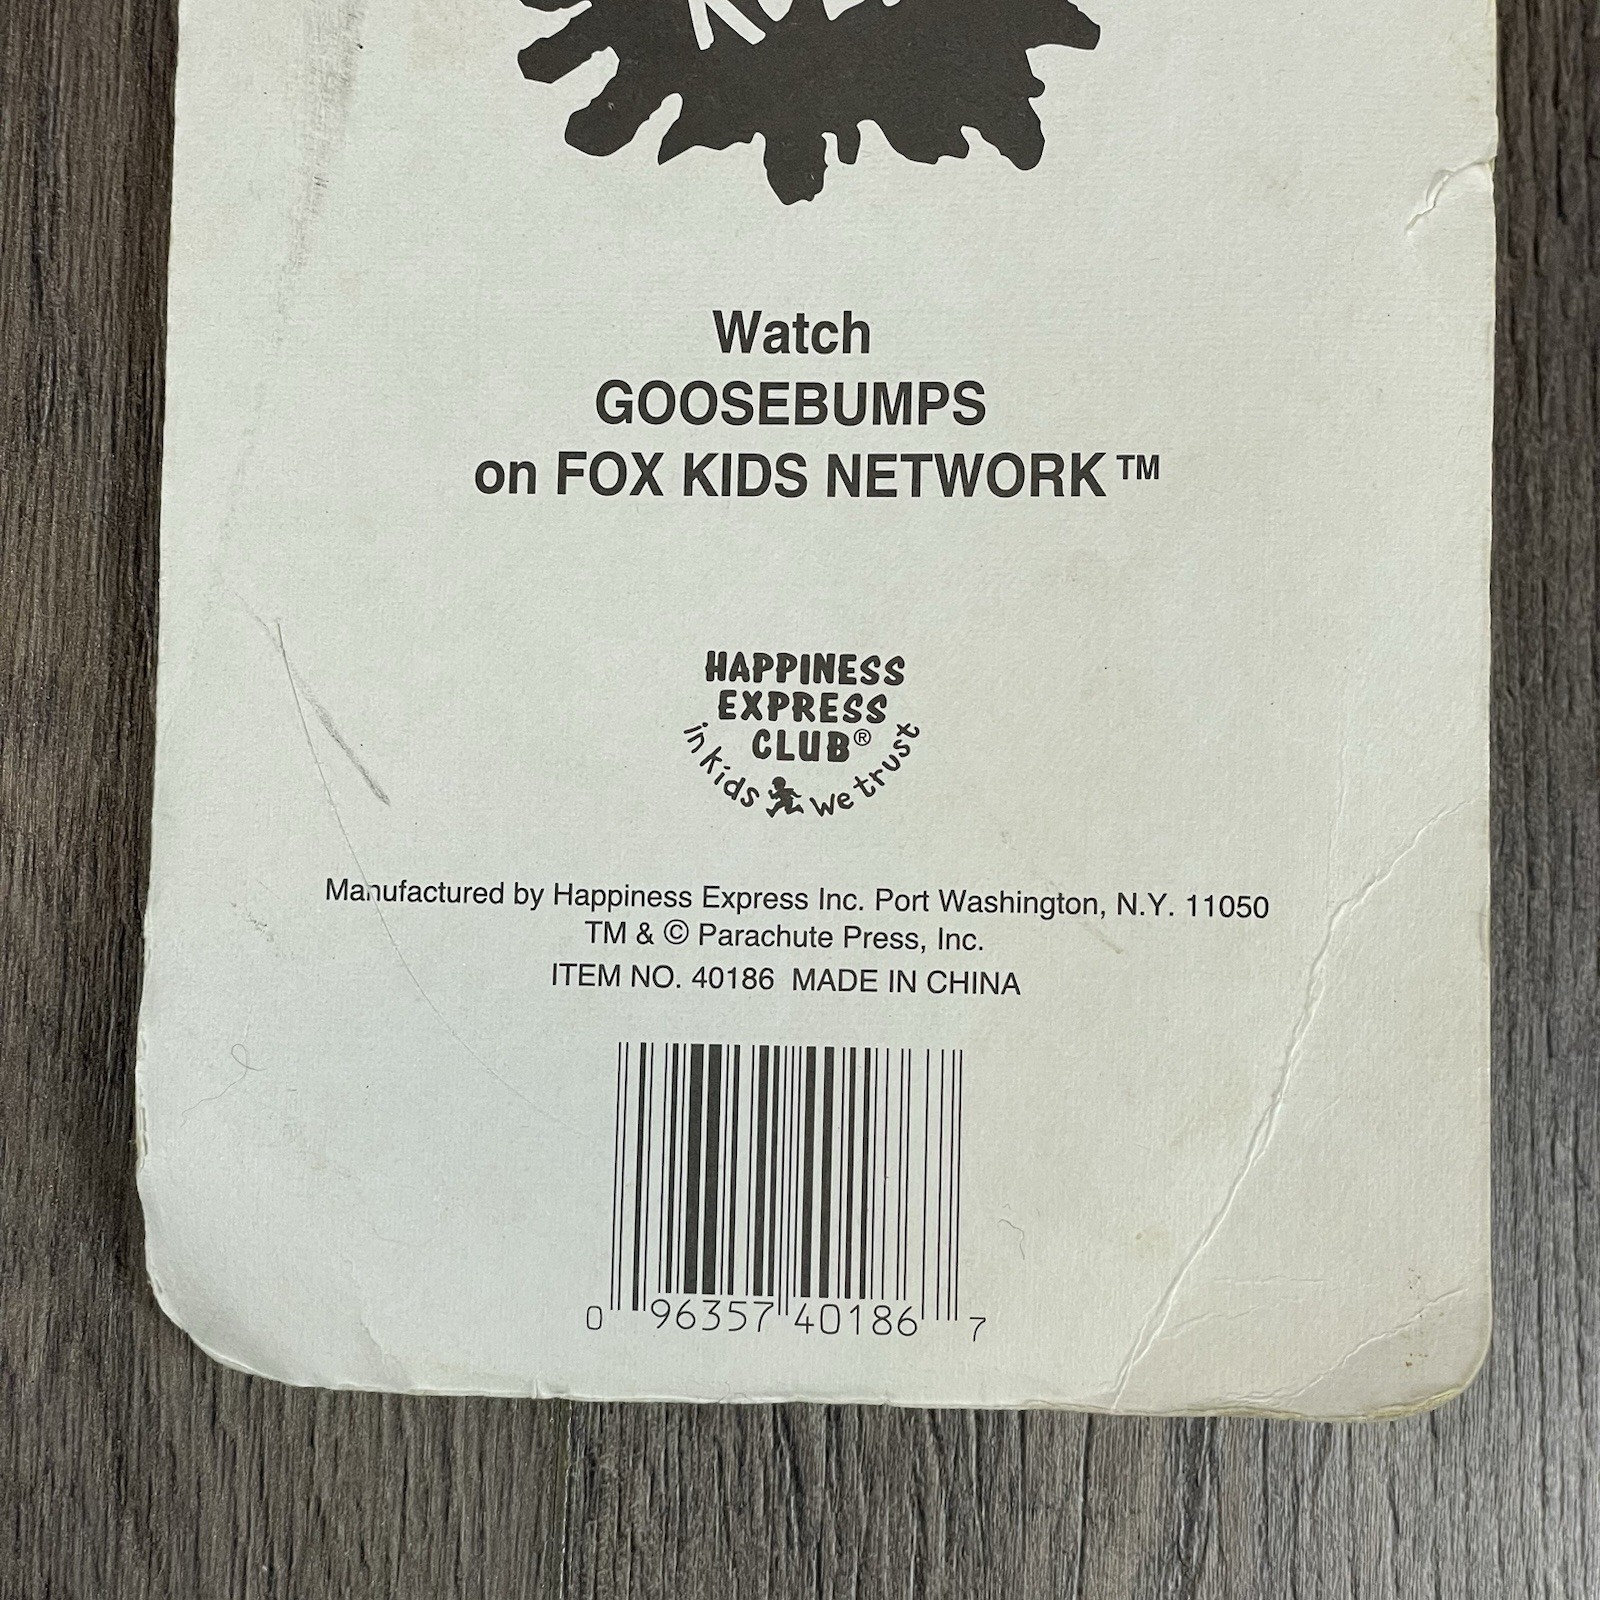 Watch
GOOSEBUMPS
on FOX KIDS NETWORK™
HAPPINESS
EXPRESS
CLUB®
in kids we trust
Manufactured by Happiness Express Inc. Port Washington, N.Y. 11050
TM & © Parachute Press, Inc.
ITEM NO. 40186 MADE IN CHINA
0 96357 40186 7